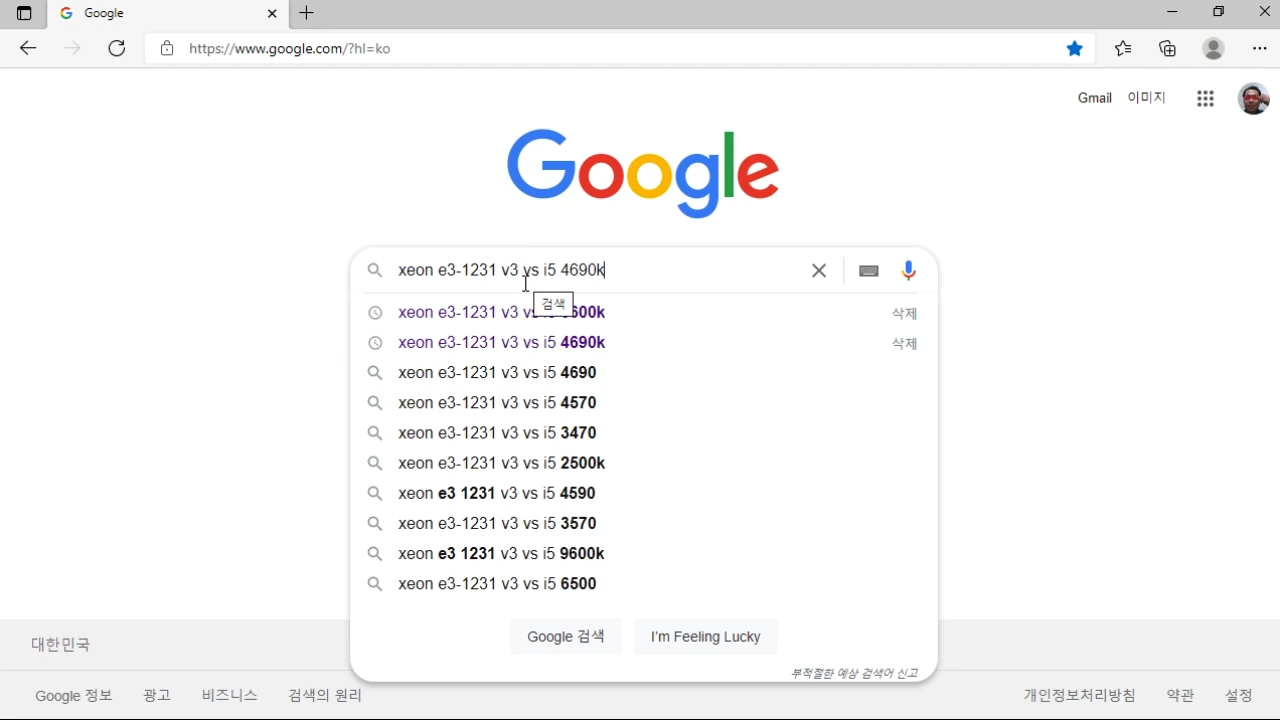 Google
https://www.google.com/?hl=ko
Gmail 이미지
Google
xeon e3-1231 v3 vs i5 4690k
검색
xeon e3-1231 v3 vs 600k 삭제
xeon e3-1231 v3 vs i5 4690k 삭제
xeon e3-1231 v3 vs i5 4690
xeon e3-1231 v3 vs i5 4570
xeon e3-1231 v3 vs i5 3470
xeon e3-1231 v3 vs i5 2500k
xeon e3 1231 v3 vs i5 4590
xeon e3-1231 v3 vs i5 3570
xeon e3 1231 v3 vs i5 9600k
xeon e3-1231 v3 vs i5 6500
Google 검색 I'm Feeling Lucky
부적절한 예상 검색어 신고
대한민국
Google 정보 광고 비즈니스 검색의 원리 개인정보처리방침 약관 설정